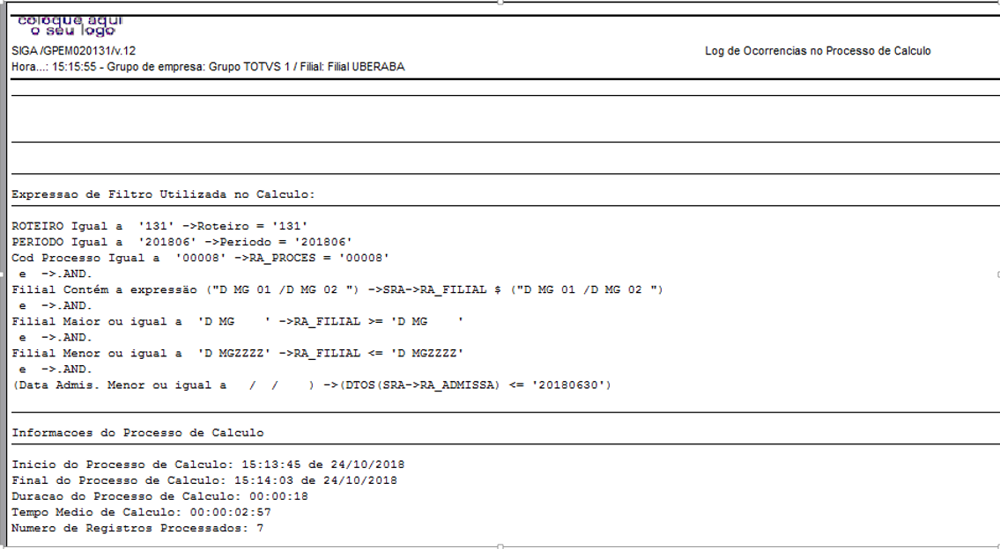 coloque aqui
o seu logo
SIGA /GPEM020131/v.12
Log de Ocorrencias no Processo de Calculo
Hora...: 15:15:55 - Grupo de empresa: Grupo TOTVS 1 / Filial: Filial UBERABA
Expressao de Filtro Utilizada no Calculo:
ROTEIRO Igual a  '131' ->Roteiro = '131'
PERIODO Igual a  '201806' ->Periodo = '201806'
Cod Processo Igual a  '00008' ->RA_PROCES = '00008'
e  ->.AND.
Filial Contém a expressão ("D MG 01 /D MG 02 ") ->SRA->RA_FILIAL $ ("D MG 01 /D MG 02 ")
e  ->.AND.
Filial Maior ou igual a  'D MG    ' ->RA_FILIAL >= 'D MG    '
e  ->.AND.
Filial Menor ou igual a  'D MGZZZZ' ->RA_FILIAL <= 'D MGZZZZ'
e  ->.AND.
(Data Admis. Menor ou igual a   /  /    ) ->(DTOS(SRA->RA_ADMISSA) <= '20180630')
Informacoes do Processo de Calculo
Inicio do Processo de Calculo: 15:13:45 de 24/10/2018
Final do Processo de Calculo: 15:14:03 de 24/10/2018
Duracao do Processo de Calculo: 00:00:18
Tempo Medio de Calculo: 00:00:02:57
Numero de Registros Processados: 7